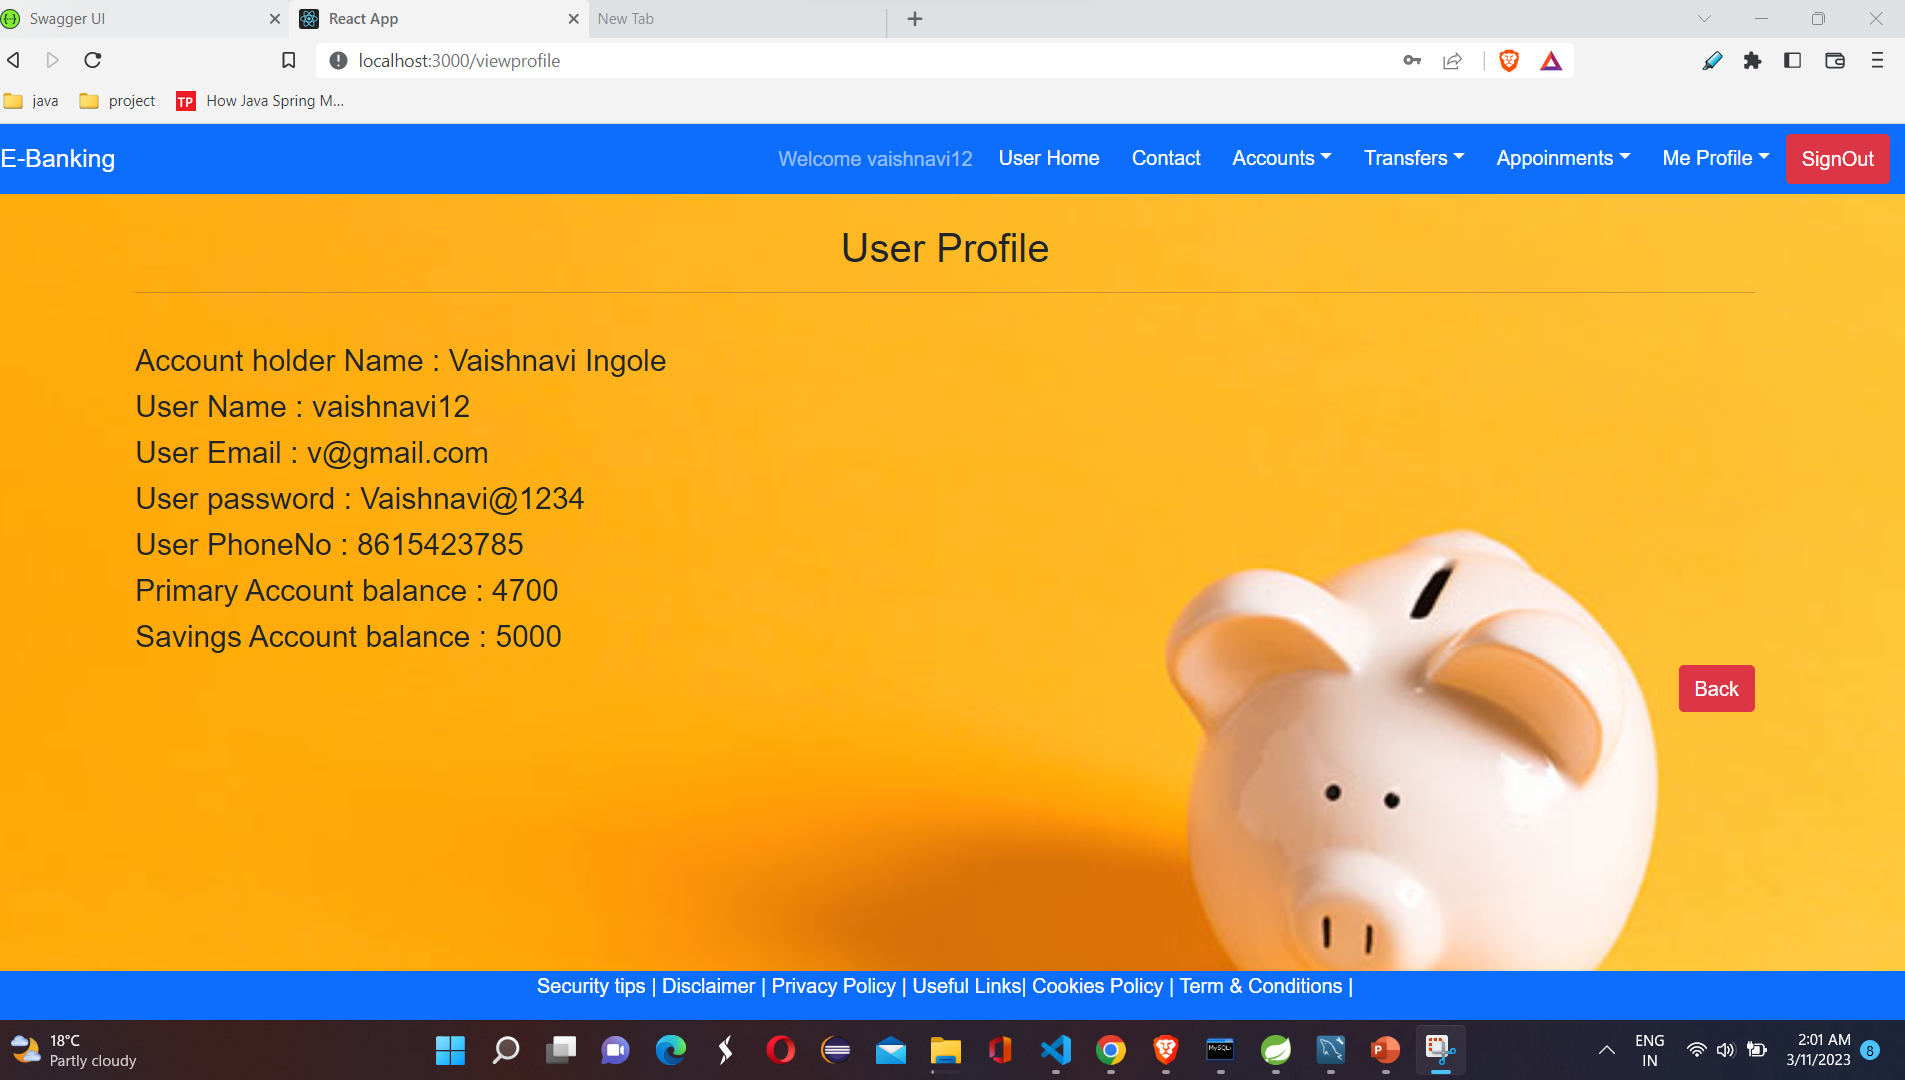 Swagger UI
React App
New Tab
localhost:3000/viewprofile
java
project
TP
How Java Spring M...
E-Banking
Welcome vaishnavi12
User Home
Contact
Accounts
Transfers
Appoinments
Me Profile
SignOut
User Profile
Account holder Name : Vaishnavi Ingole
User Name : vaishnavi12
User Email : v@gmail.com
User password : Vaishnavi@1234
User PhoneNo : 8615423785
Primary Account balance : 4700
Savings Account balance : 5000
Back
Security tips | Disclaimer | Privacy Policy | Useful Links| Cookies Policy | Term & Conditions |
18°C
Partly cloudy
MySQL
P
ENG
IN
2:01 AM
3/11/2023
8